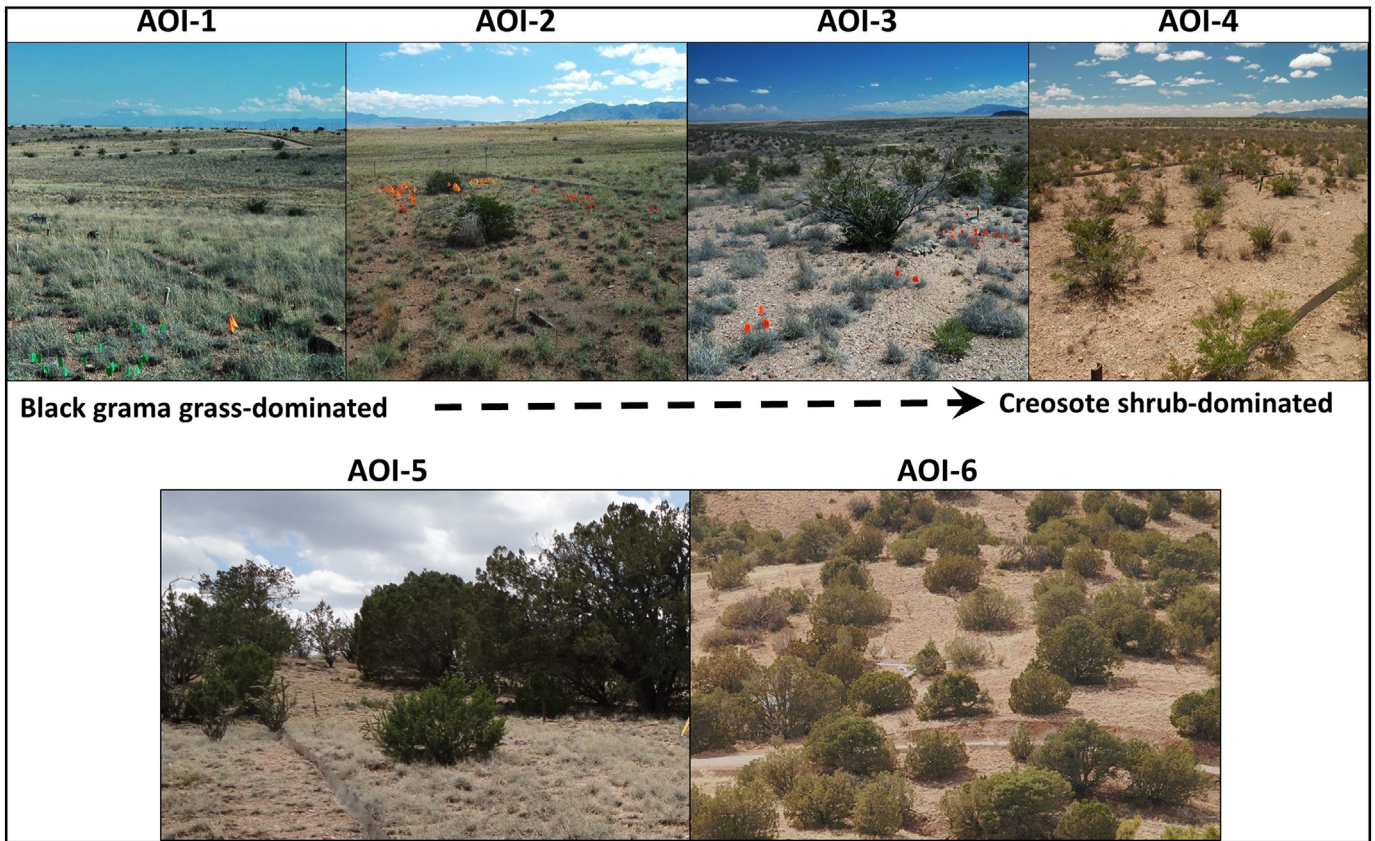 AOI-1
AOI-2
AOI-3
AOI-4
Black grama grass-dominated
Creosote shrub-dominated
AOI-5
AOI-6